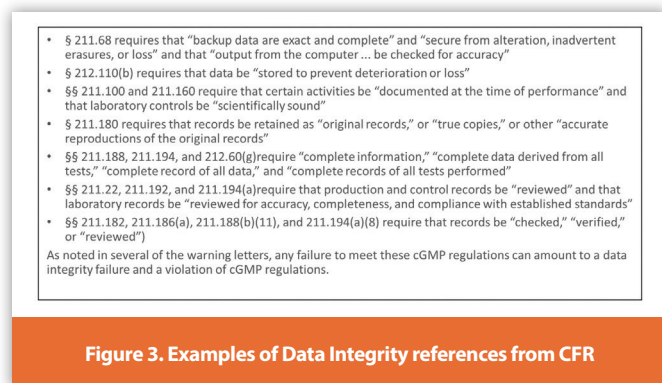 • § 211.68 requires that “backup data are exact and complete” and “secure from alteration, inadvertent
erasures, or loss” and that “output from the computer ... be checked for accuracy”
• § 212.110(b) requires that data be “stored to prevent deterioration or loss”
• §§ 211.100 and 211.160 require that certain activities be “documented at the time of performance” and
that laboratory controls be “scientifically sound”
• § 211.180 requires that records be retained as “original records,” or “true copies,” or other “accurate
reproductions of the original records”
• §§ 211.188, 211.194, and 212.60(g)require “complete information,” “complete data derived from all
tests,” “complete record of all data,” and “complete records of all tests performed”
• §§ 211.22, 211.192, and 211.194(a)require that production and control records be “reviewed” and that
laboratory records be “reviewed for accuracy, completeness, and compliance with established standards”
• §§ 211.182, 211.186(a), 211.188(b)(11), and 211.194(a)(8) require that records be “checked,” “verified,”
or “reviewed”)
As noted in several of the warning letters, any failure to meet these cGMP regulations can amount to a data
integrity failure and a violation of cGMP regulations.
Figure 3. Examples of Data Integrity references from CFR